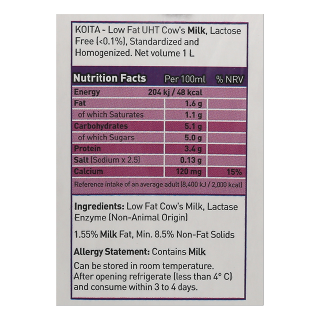 KOITA - Low Fat UHT Cow's Milk, Lactose
Free (<0.1%), Standardized and
Homogenized. Net volume 1 L
Nutrition Facts Per 100ml % NRV
Energy 204 kj / 48 kcal
Fat 1.6 g
of which Saturates 1.1 g
Carbohydrates 5.1 g
of which Sugars 5.0 g
Protein 3.4 g
Salt (Sodium x 2.5) 0.13 g
Calcium 120 mg 15%
Reference intake of an average adult (8,400 kJ / 2,000 kcal)
Ingredients: Low Fat Cow's Milk, Lactase
Enzyme (Non-Animal Origin)
1.55% Milk Fat, Min. 8.5% Non-Fat Solids
Allergy Statement: Contains Milk
Can be stored in room temperature.
After opening refrigerate (less than 4° C)
and consume within 3 to 4 days.